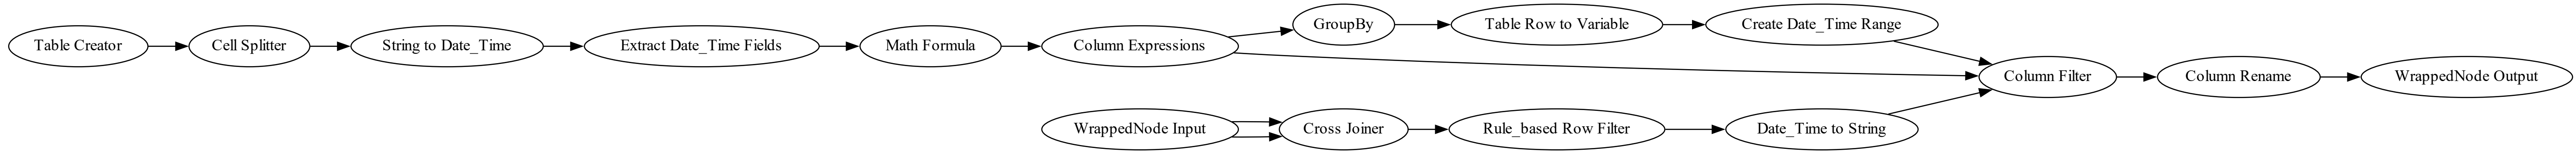 Table Creator
Cell Splitter
String to Date_Time
Extract Date_Time Fields
Math Formula
Column Expressions
GroupBy
Table Row to Variable
Create Date_Time Range
WrappedNode Input
Cross Joiner
Rule_based Row Filter
Date_Time to String
Column Filter
Column Rename
WrappedNode Output